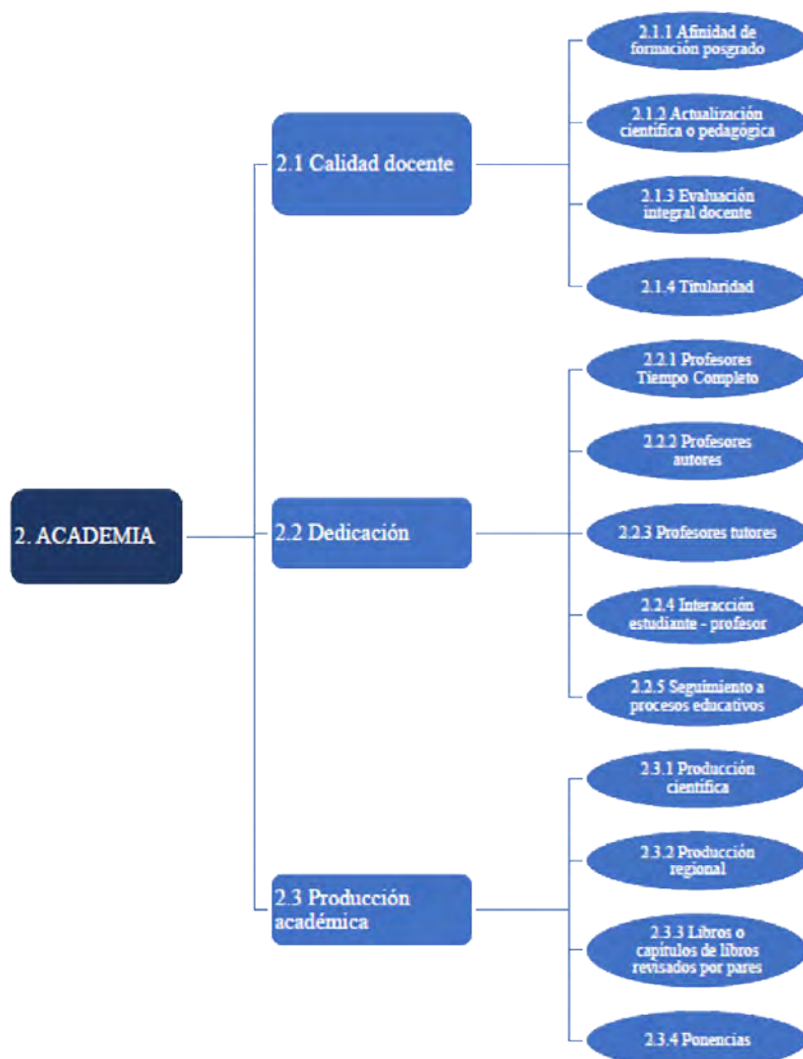 2. ACADEMIA
2.1 Calidad docente
2.1.1 Afinidad de
formación posgrado
2.1.2 Actualización
científica o pedagógica
2.1.3 Evaluación
integral docente
2.1.4 Titularidad
2.2 Dedicación
2.2.1 Profesores
Tiempo Completo
2.2.2 Profesores
autores
2.2.3 Profesores tutores
2.2.4 Interacción
estudiante - profesor
2.2.5 Seguimiento a
procesos educativos
2.3 Producción
académica
2.3.1 Producción
científica
2.3.2 Producción
regional
2.3.3 Libros o
capítulos de libros
revisados por pares
2.3.4 Ponencias